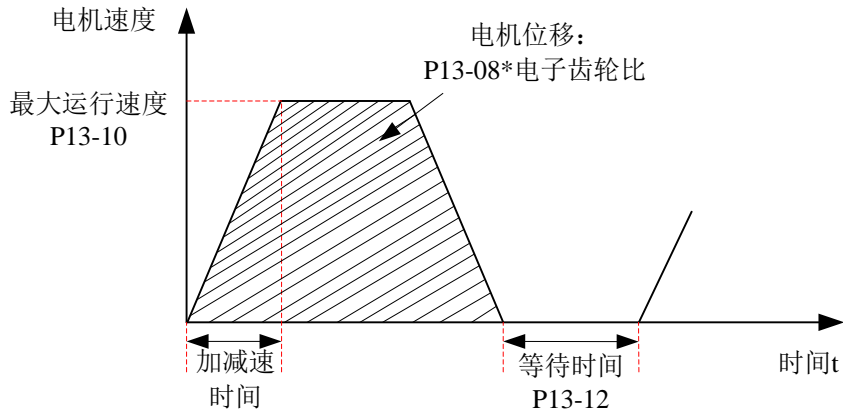 电机速度
电机位移：
P13-08*电子齿轮比
最大运行速度
P13-10
加减速
时间
等待时间
P13-12
时间t